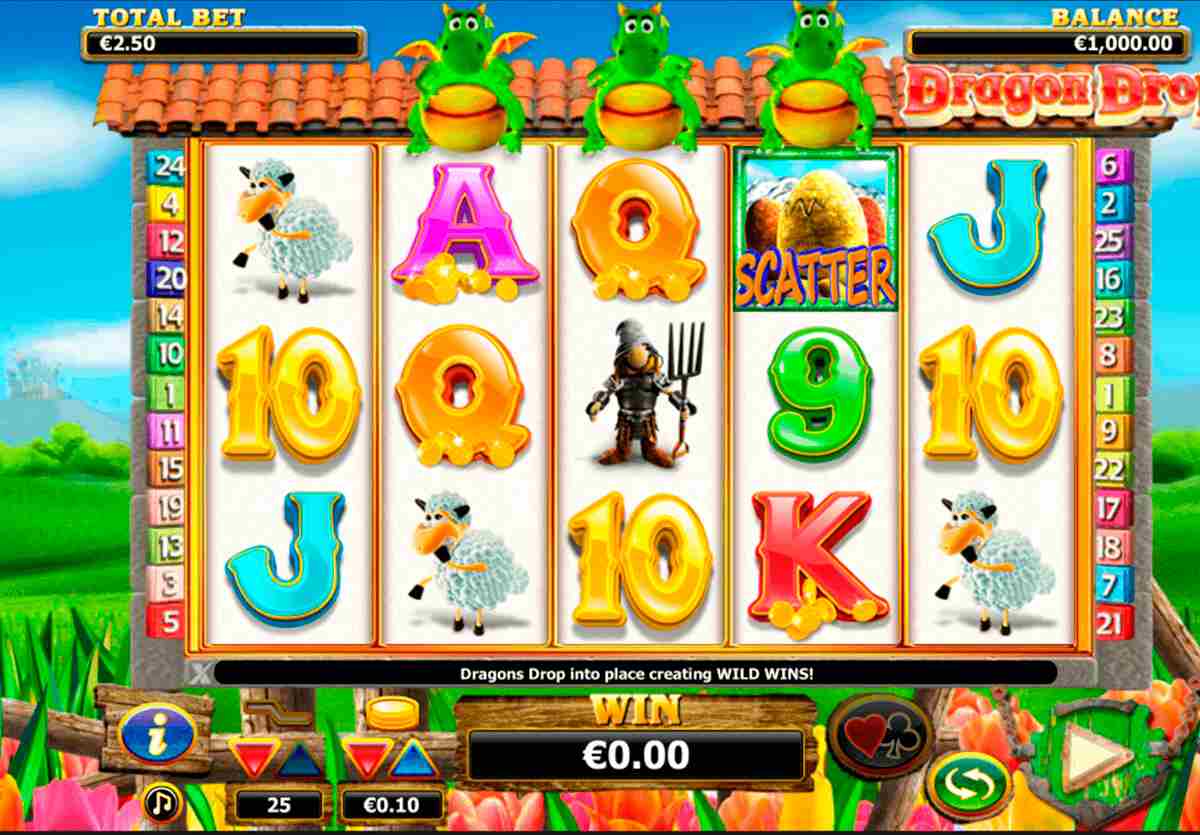 TOTAL BET
€2.50
BALANCE
€1,000.00
Dragon Dro
24
4
12
20
14
10
1
11
15
19
13
3
5
A
Q
SCATTER
J
10
Q
9
10
J
10
K
6
2
25
16
23
8
1
9
22
17
18
7
21
X
Dragons Drop into place creating WILD WINS!
WIN
€0.00
i
25
€0.10